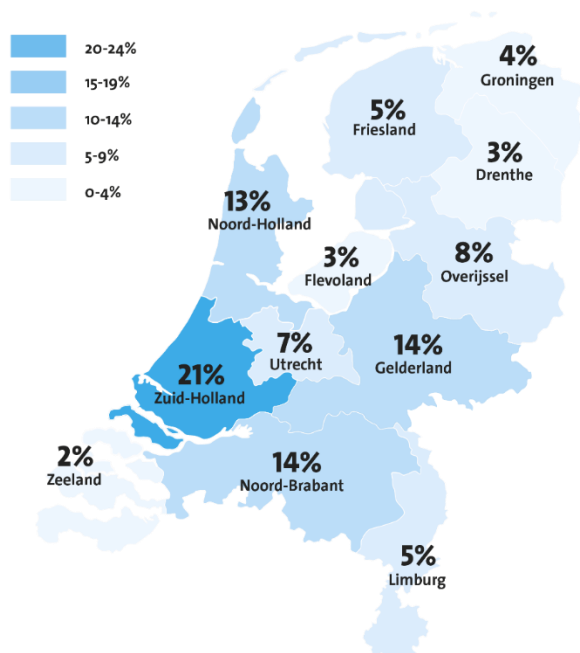 20-24%
15-19%
10-14%
5-9%
0-4%
4%
Groningen
5%
Friesland
3%
Drenthe
13%
Noord-Holland
3%
Flevoland
8%
Overijssel
7%
Utrecht
14%
Gelderland
21%
Zuid-Holland
2%
Zeeland
14%
Noord-Brabant
5%
Limburg